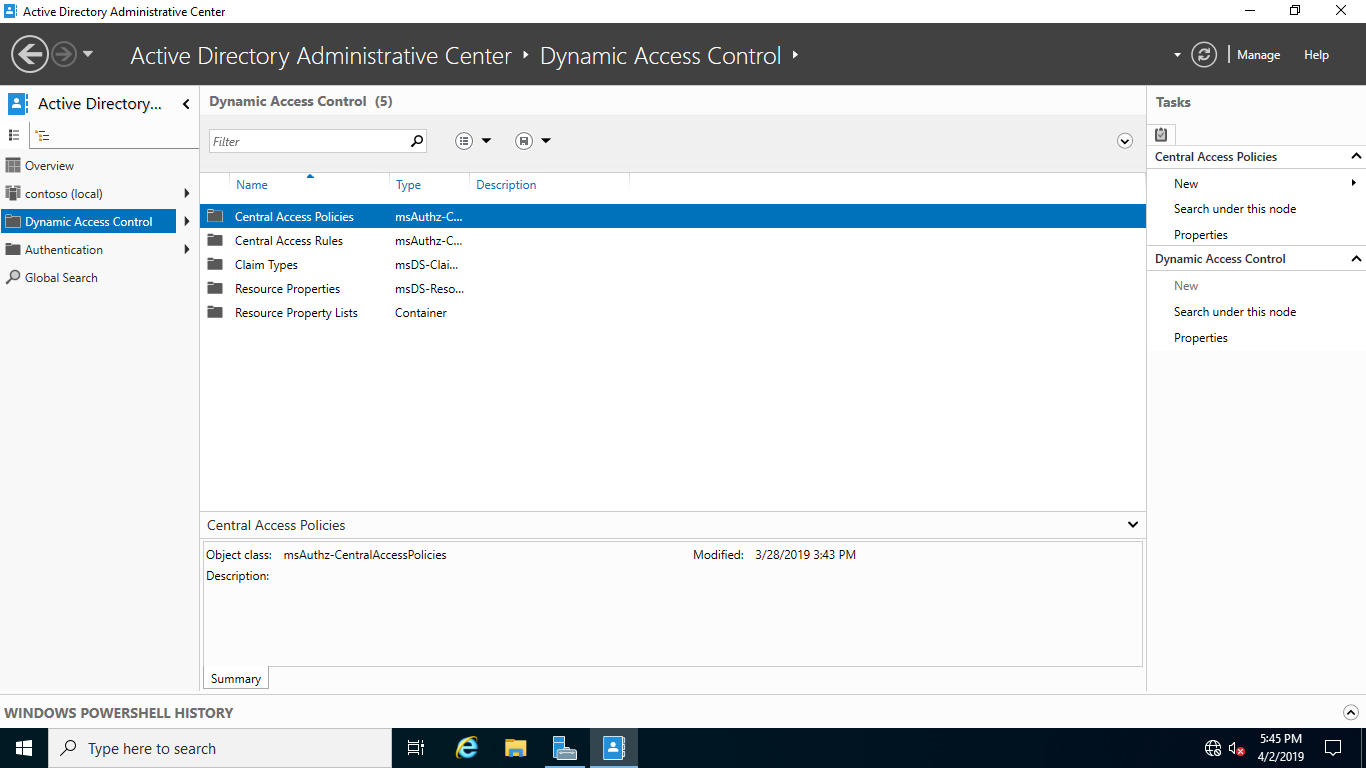 Active Directory Administrative Center
Active Directory Administrative Center
Dynamic Access Control
Manage
Help
Active Directory...
Overview
contoso (local)
Dynamic Access Control
Authentication
Global Search
Dynamic Access Control (5)
Filter
Name Type Description
Central Access Policies msAuthz-C...
Central Access Rules msAuthz-C...
Claim Types msDS-Clai...
Resource Properties msDS-Reso...
Resource Property Lists Container
Central Access Policies
Object class: msAuthz-CentralAccessPolicies Modified: 3/28/2019 3:43 PM
Description:
Summary
Tasks
Central Access Policies
New
Search under this node
Properties
Dynamic Access Control
New
Search under this node
Properties
WINDOWS POWERSHELL HISTORY
Type here to search
5:45 PM
4/2/2019